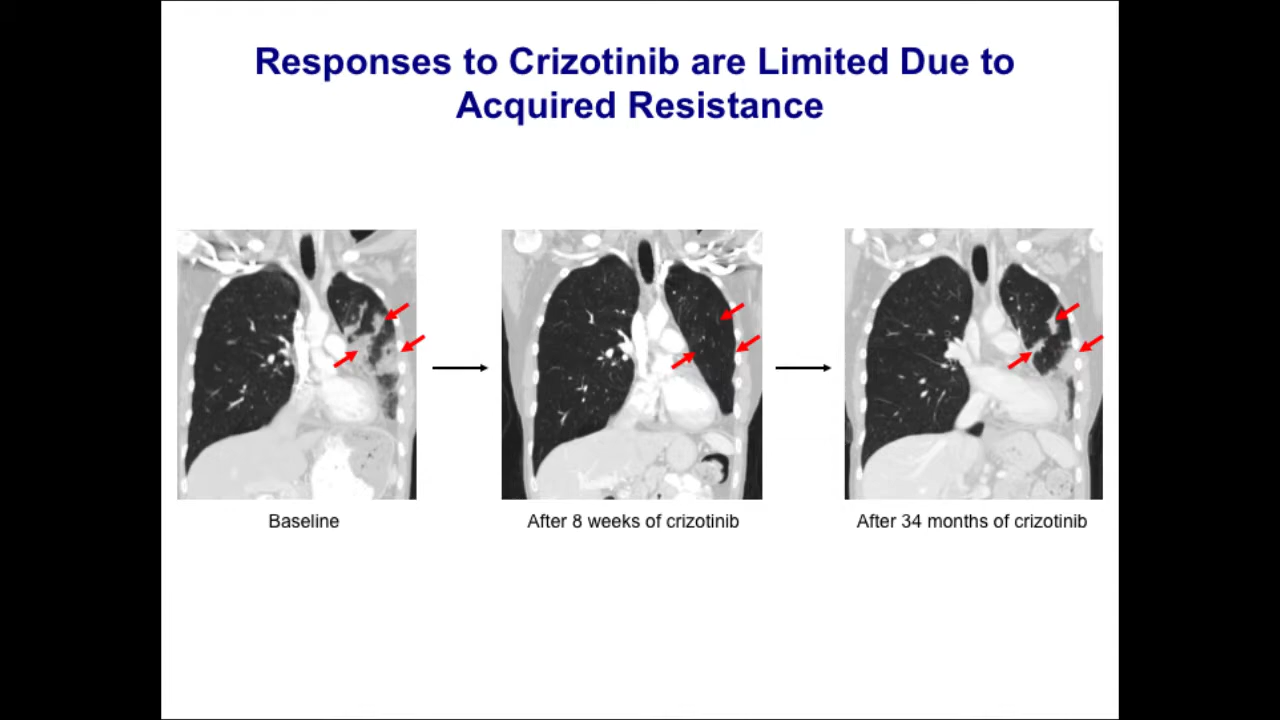 Responses to Crizotinib are Limited Due to
Acquired Resistance
Baseline
After 8 weeks of crizotinib
After 34 months of crizotinib